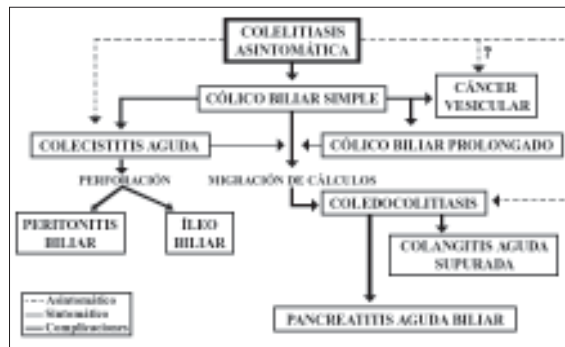 COLELITIASIS
ASINTOMÁTICA
?
CÓLICO BILIAR SIMPLE
CÁNCER
VESICULAR
COLECISTITIS AGUDA
CÓLICO BILIAR PROLONGADO
PERFORACIÓN
MIGRACIÓN DE CÁLCULOS
COLEDOCOLITIASIS
PERITONITIS
BILIAR
ÍLEO
BILIAR
COLANGITIS AGUDA
SUPURADA
Asintomático
Sintomático
Complicaciones
PANCREATITIS AGUDA BILIAR